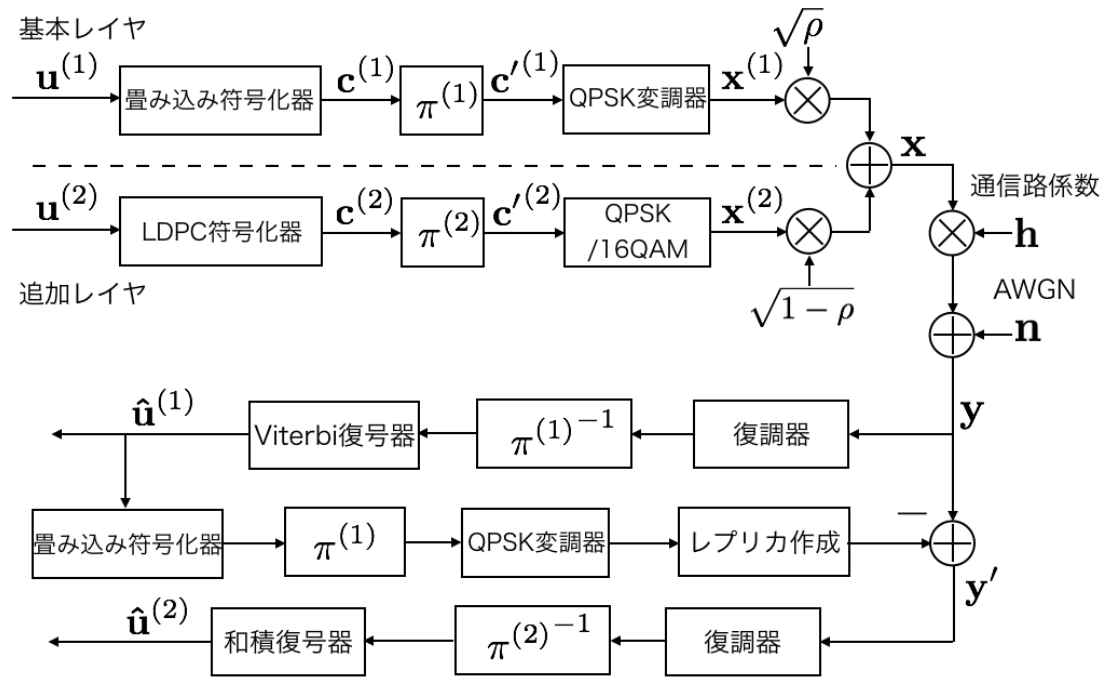 基本レイヤ
√ρ
u⁽¹⁾
畳み込み符号化器
c⁽¹⁾
π⁽¹⁾
c′⁽¹⁾
QPSK変調器
x⁽¹⁾
x
通信路係数
h
u⁽²⁾
LDPC符号化器
c⁽²⁾
π⁽²⁾
c′⁽²⁾
QPSK
/16QAM
x⁽²⁾
追加レイヤ
√1 − ρ
AWGN
n
û⁽¹⁾
Viterbi復号器
π⁽¹⁾⁻¹
復調器
y
畳み込み符号化器
π⁽¹⁾
QPSK変調器
レプリカ作成
−
y′
û⁽²⁾
和積復号器
π⁽²⁾⁻¹
復調器